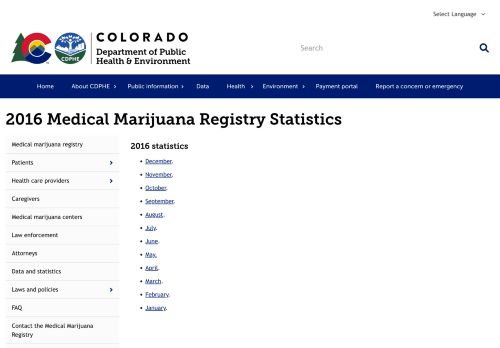 Select Language
COLORADO
Department of Public
Health & Environment
CDPHE
Search
Home
About CDPHE
Public information
Data
Health
Environment
Payment portal
Report a concern or emergency
2016 Medical Marijuana Registry Statistics
Medical marijuana registry
Patients
Health care providers
Caregivers
Medical marijuana centers
Law enforcement
Attorneys
Data and statistics
Laws and policies
FAQ
Contact the Medical Marijuana
Registry
2016 statistics
December.
November.
October.
September.
August.
July.
June.
May.
April.
March.
February.
January.